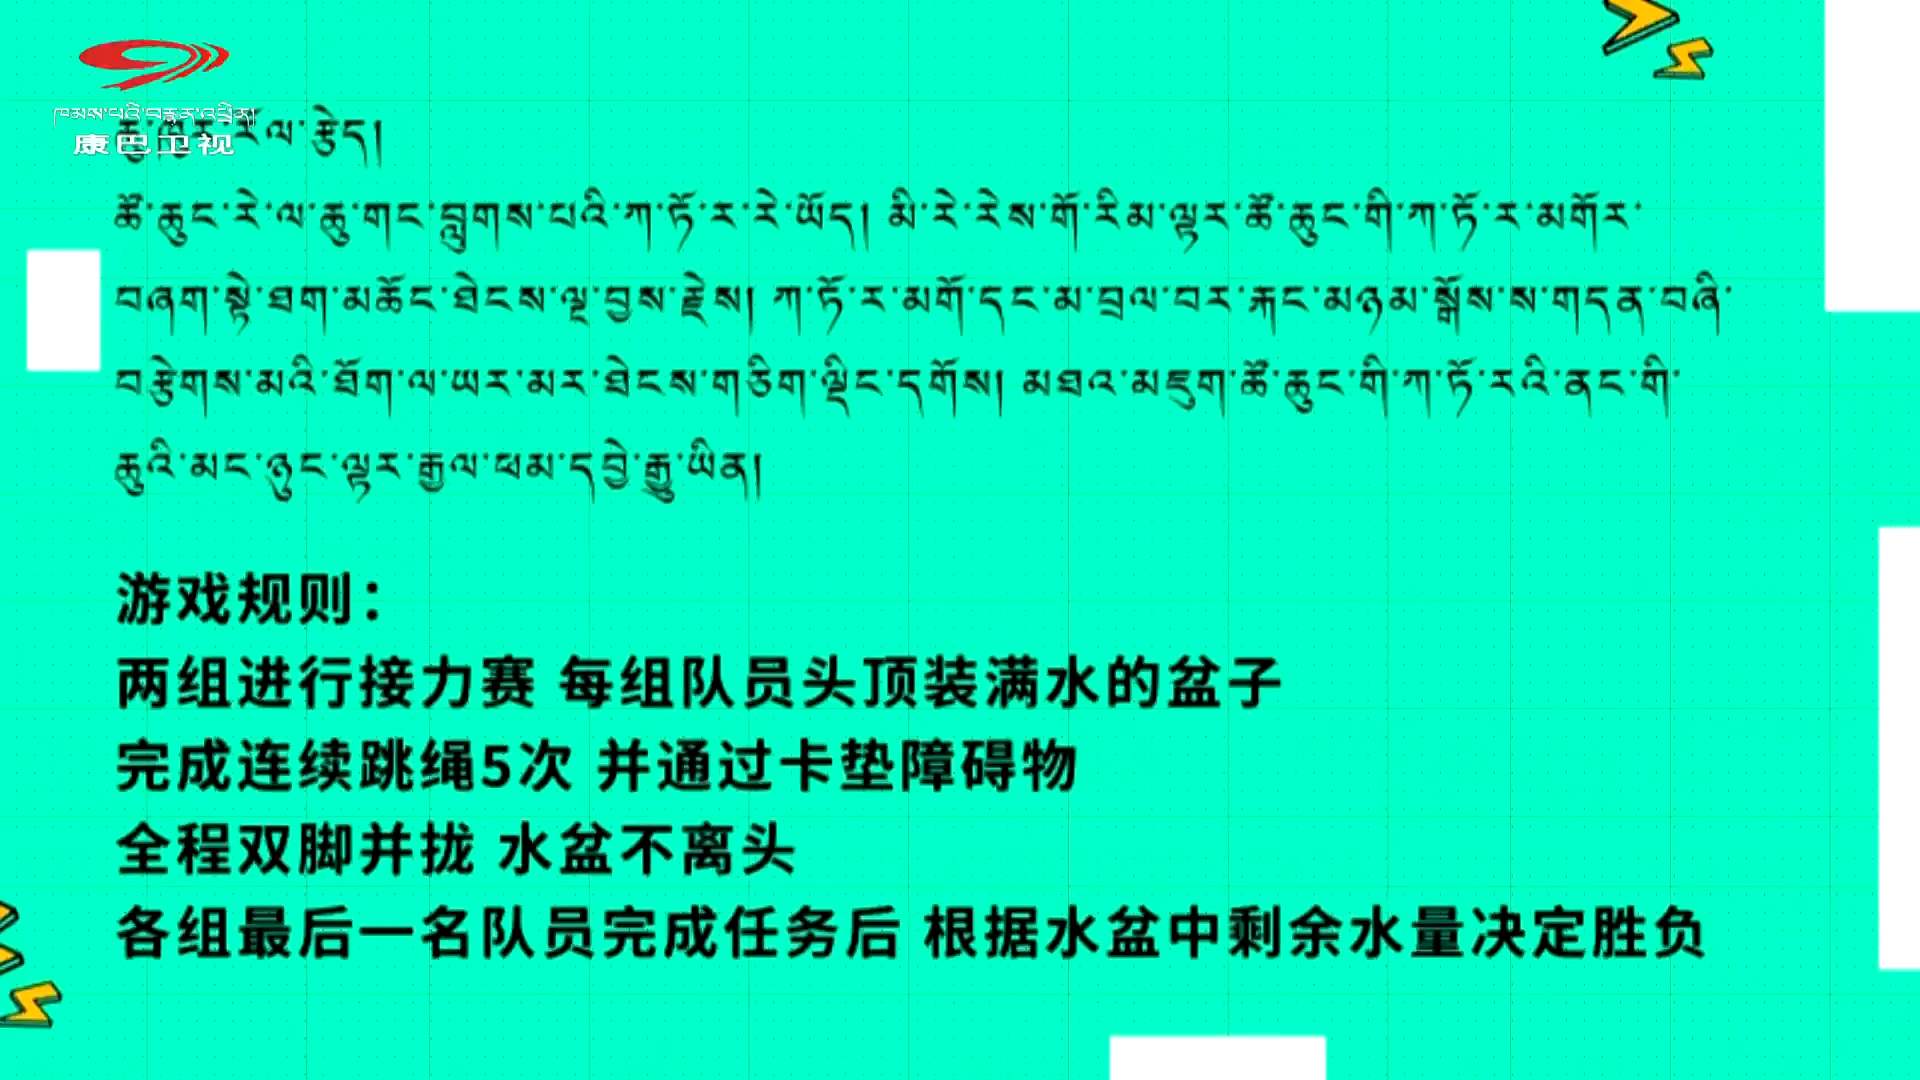 ཁམས་པའི་བརྙན་འཕྲིན།
康巴卫视
རོལ་རྩེད།
ཚོ་ཆུང་རེ་ལ་ཆུ་གང་བླུགས་པའི་ཀ་ཏོ་ར་རེ་ཡོད། མི་རེ་རེས་གོ་རིམ་ལྟར་ཚོ་ཆུང་གི་ཀ་ཏོ་ར་མགོར་
བཞག་སྟེ་ཐག་མཆོང་ཐེངས་ལྔ་བྱས་རྗེས། ཀ་ཏོ་ར་མགོ་དང་མ་བྲལ་བར་རྐང་མཉམ་སྒོས་ས་གདན་བཞི་
བརྩེགས་མའི་ཐོག་ལ་ཡར་མར་ཐེངས་གཅིག་ལྡིང་དགོས། མཐའ་མཇུག་ཚོ་ཆུང་གི་ཀ་ཏོ་རའི་ནང་གི་
ཆུའི་མང་ཉུང་ལྟར་རྒྱལ་ཕམ་དབྱེ་རྒྱུ་ཡིན།
游戏规则：
两组进行接力赛 每组队员头顶装满水的盆子
完成连续跳绳5次 并通过卡垫障碍物
全程双脚并拢 水盆不离头
各组最后一名队员完成任务后 根据水盆中剩余水量决定胜负